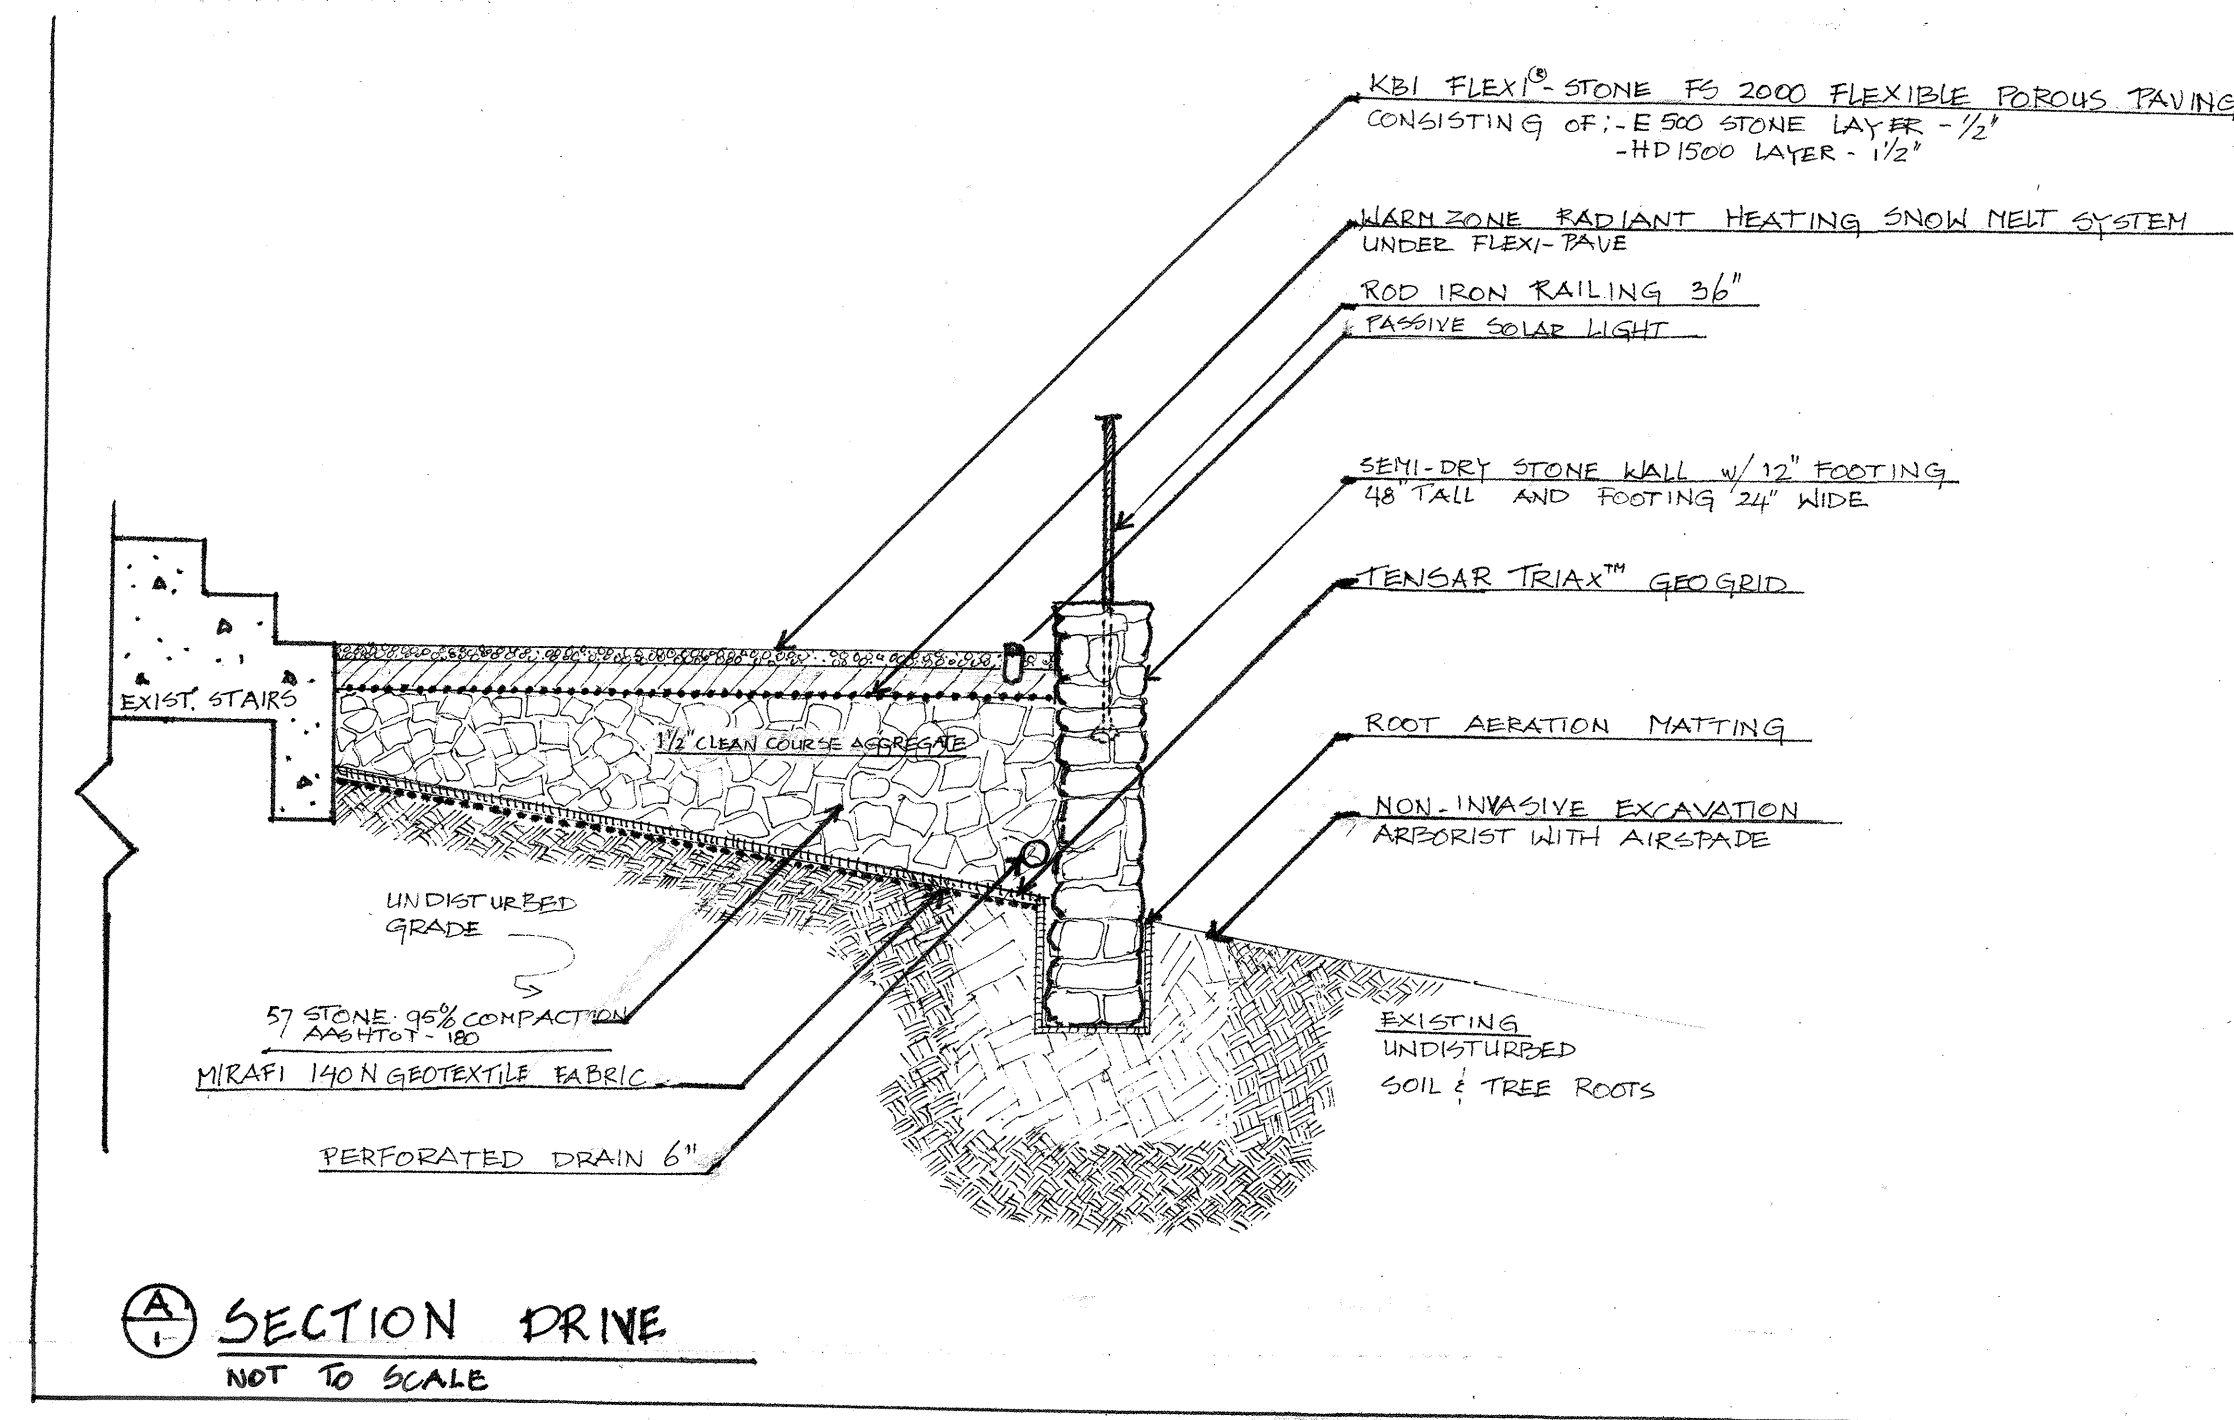 KBI FLEXI®-STONE FS 2000 FLEXIBLE POROUS PAVING
CONSISTING OF:- E500 STONE LAYER - 1/2"
-HD1500 LAYER - 1 1/2"
WARMZONE RADIANT HEATING SNOW MELT SYSTEM
UNDER FLEXI-PAVE
ROD IRON RAILING 36"
PASSIVE SOLAR LIGHT
SEMI-DRY STONE WALL w/ 12" FOOTING
48" TALL AND FOOTING 24" WIDE
TENSAR TRIAX™ GEOGRID
EXIST. STAIRS
ROOT AERATION MATTING
1 1/2" CLEAN COURSE AGGREGATE
NON-INVASIVE EXCAVATION
ARBORIST WITH AIRSPADE
UNDISTURBED
GRADE
57 STONE. 95% COMPACTION
AASHTOT - 180
MIRAFI 140 N GEOTEXTILE FABRIC
PERFORATED DRAIN 6"
EXISTING
UNDISTURBED
SOIL & TREE ROOTS
A
1
SECTION DRIVE
NOT TO SCALE